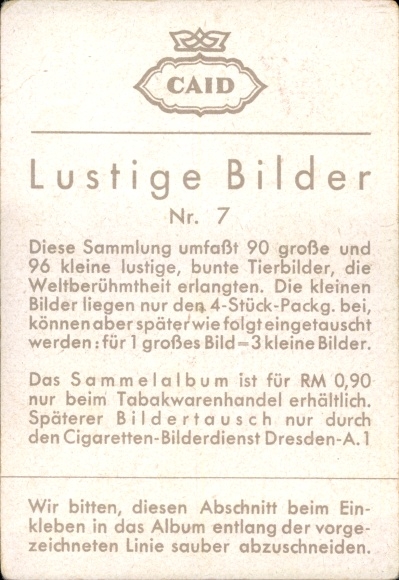 CAID
Lustige Bilder
Nr. 7
Diese Sammlung umfaßt 90 große und
96 kleine lustige, bunte Tierbilder, die
Weltberühmtheit erlangten. Die kleinen
Bilder liegen nur den 4-Stück-Packg. bei,
können aber später wie folgt eingetauscht
werden: für 1 großes Bild = 3 kleine Bilder.
Das Sammelalbum ist für RM 0,90
nur beim Tabakwarenhandel erhältlich.
Späterer Bildertausch nur durch
den Cigaretten-Bilderdienst Dresden-A. 1
Wir bitten, diesen Abschnitt beim Ein-
kleben in das Album entlang der vorge-
zeichneten Linie sauber abzuschneiden.